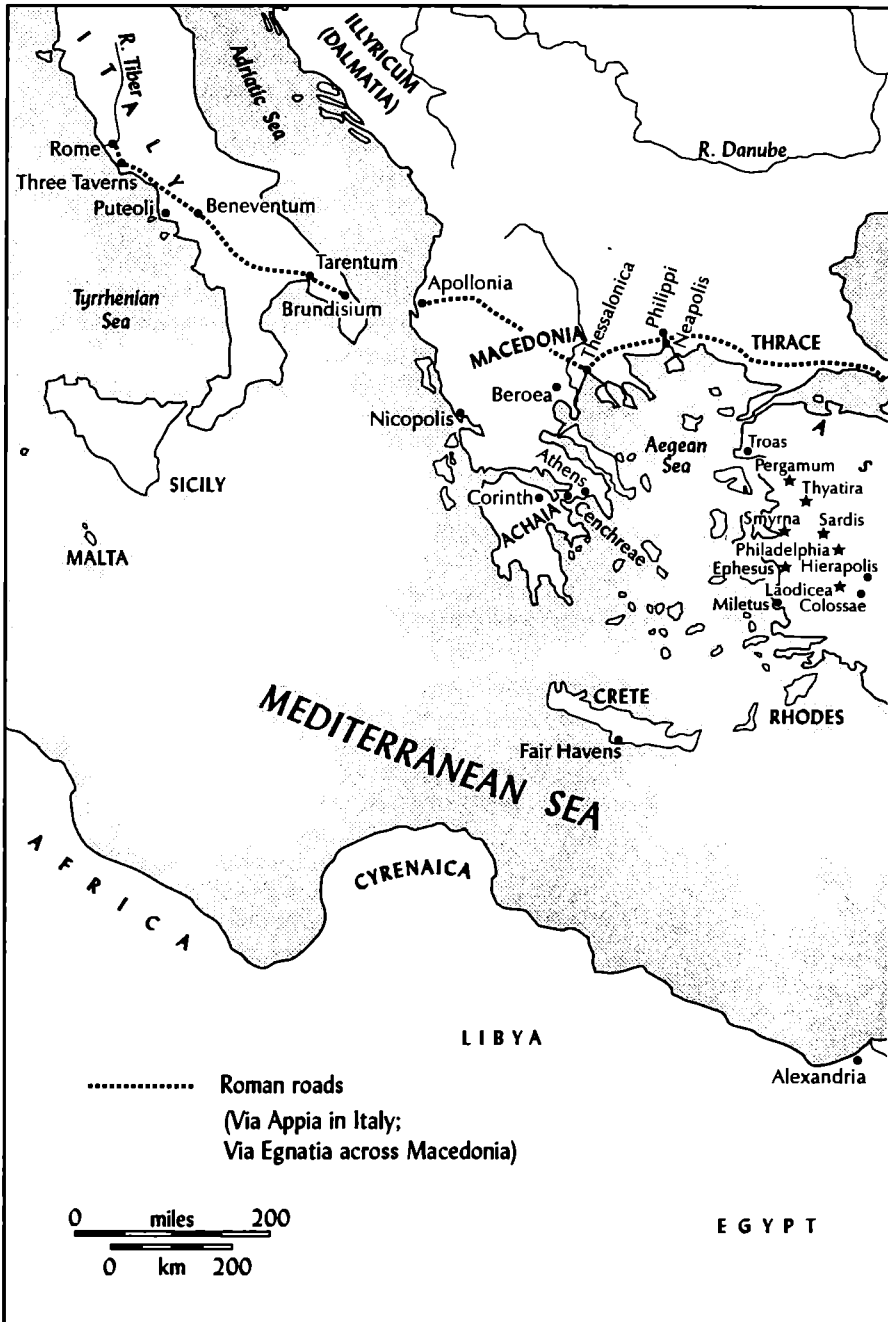 ITALY
R. Tiber
Adriatic Sea
ILLYRICUM
(DALMATIA)
R. Danube
Rome
Three Taverns
Puteoli
Beneventum
Tarentum
Brundisium
Tyrrhenian
Sea
Apollonia
MACEDONIA
Thessalonica
Philippi
Neapolis
THRACE
Beroea
Nicopolis
Aegean
Sea
Troas
A
S
Pergamum
Thyatira
Smyrna
Sardis
Philadelphia
Ephesus
Hierapolis
Laodicea
Miletus
Colossae
Athens
Corinth
ACHAIA
Cenchreae
SICILY
MALTA
CRETE
RHODES
Fair Havens
MEDITERRANEAN SEA
AFRICA
CYRENAICA
LIBYA
Alexandria
EGYPT
Roman roads
(Via Appia in Italy;
Via Egnatia across Macedonia)
0 miles 200
0 km 200